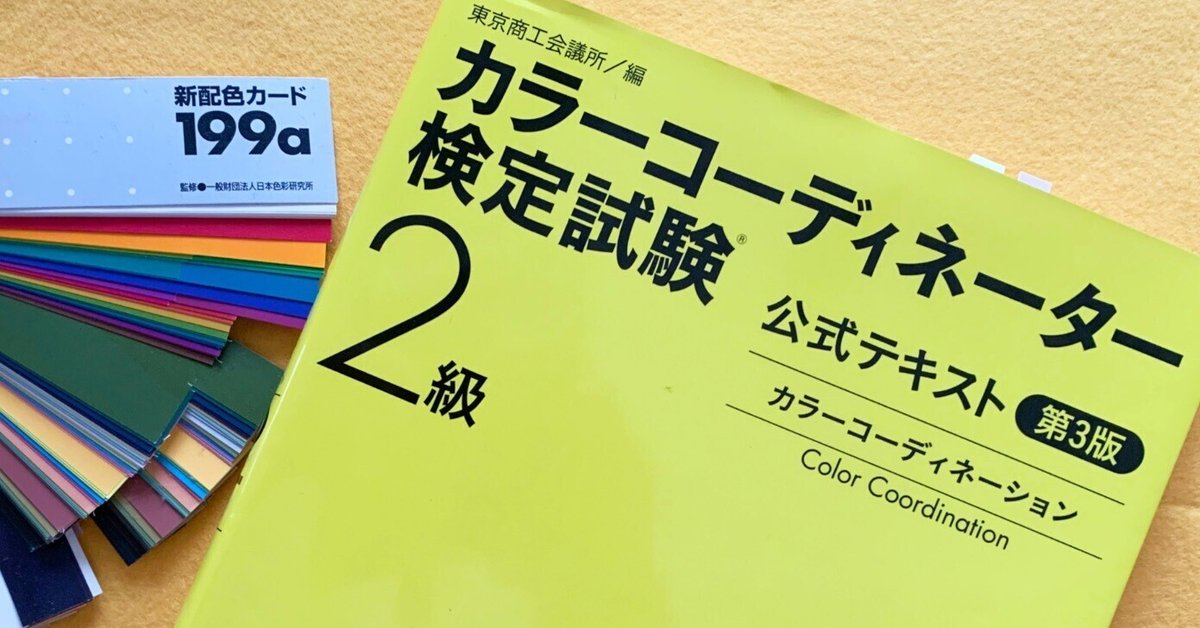 新配色カード
199a
監修●一般財団法人日本色彩研究所
東京商工会議所/編
カラーコーディネーター
検定試験®
2級
公式テキスト 第3版
カラーコーディネーション
Color Coordination